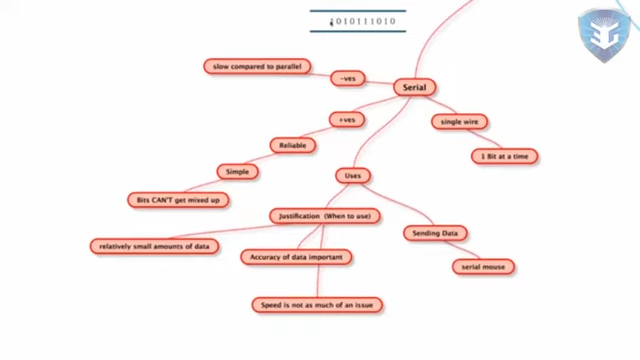 1010111010
slow compared to parallel
-ves
Serial
+ves
single wire
Reliable
1 Bit at a time
Simple
Uses
Bits CAN'T get mixed up
Justification (When to use)
Sending Data
relatively small amounts of data
Accuracy of data important
serial mouse
Speed is not as much of an issue